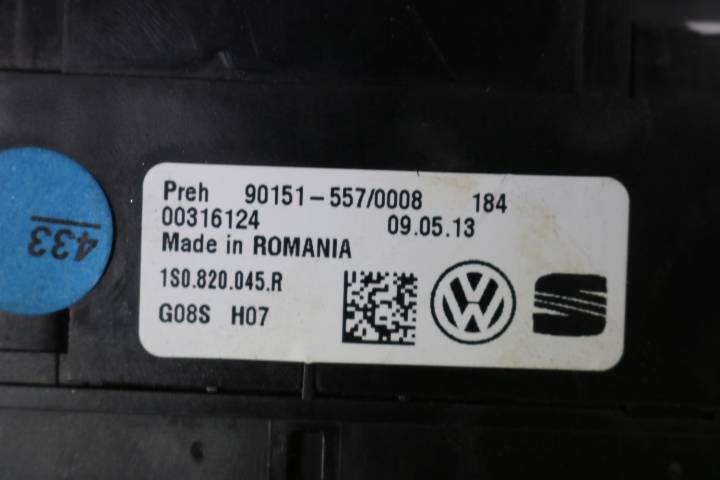 Preh 90151-557/0008 184
00316124 09.05.13
Made in ROMANIA
1S0.820.045.R
G08S H07
433